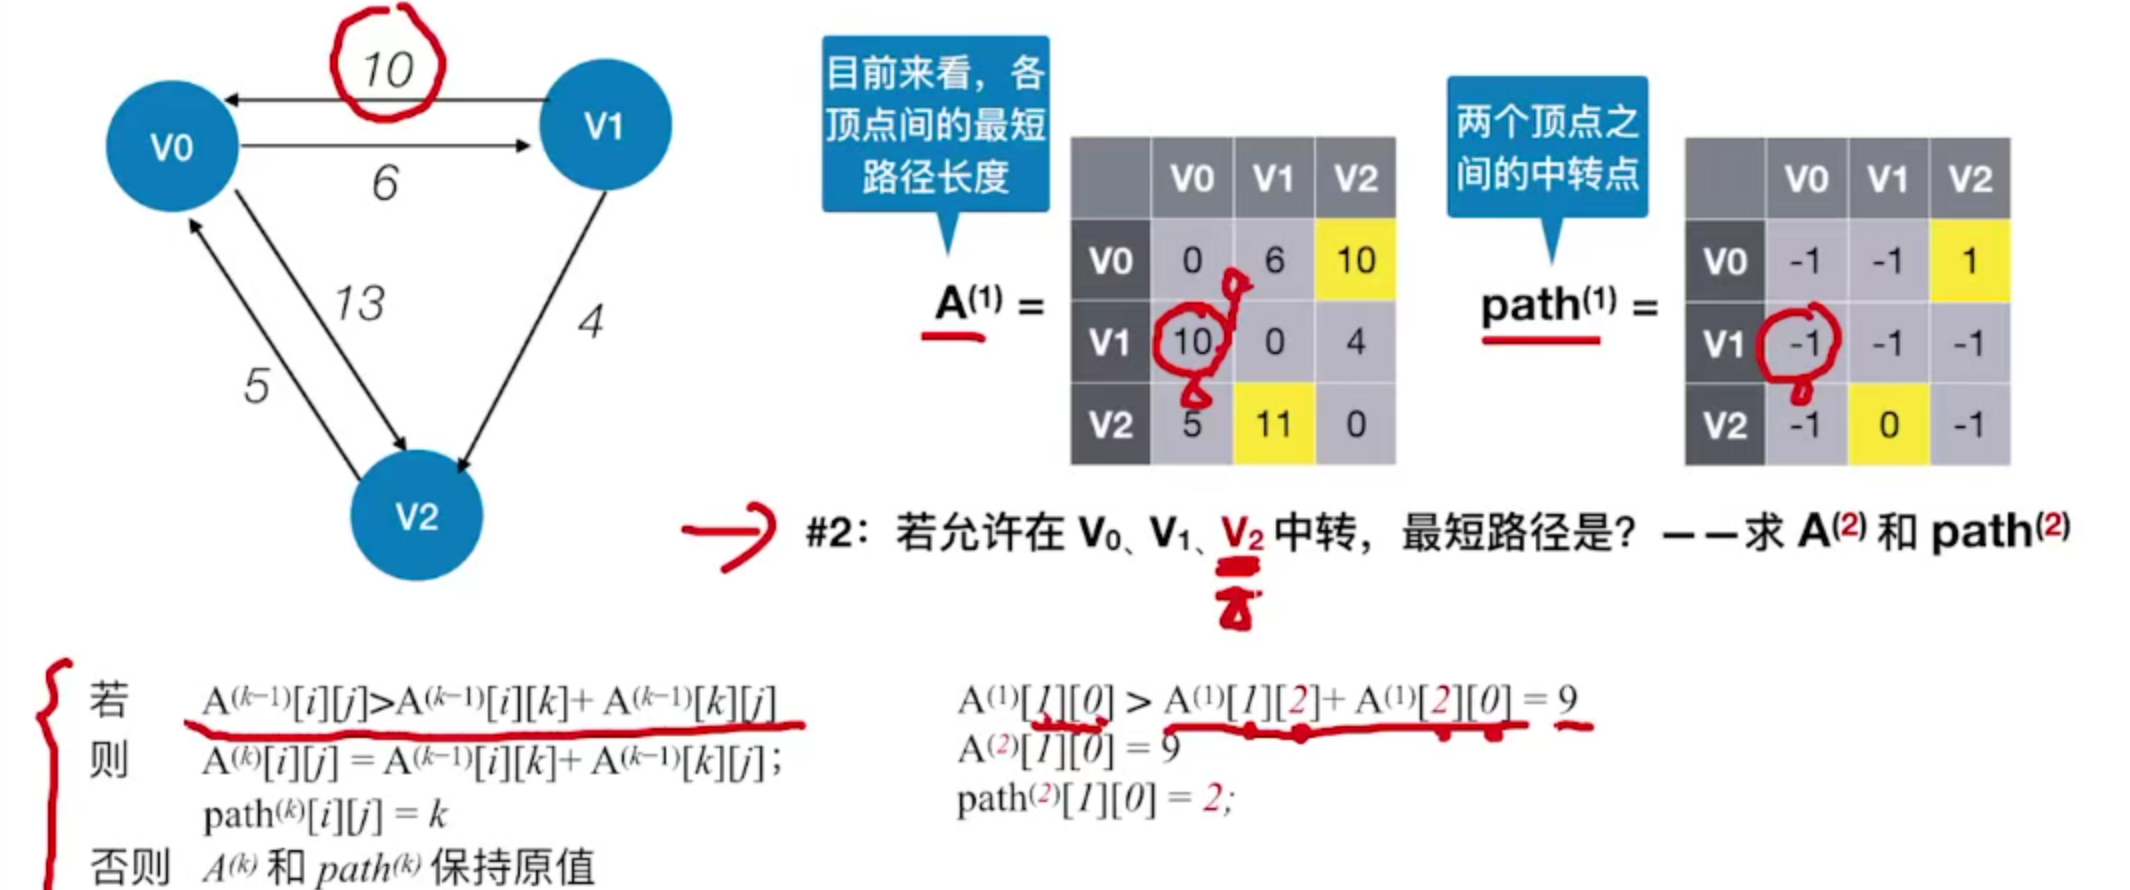 10
V0
V1
6
13
4
5
V2
目前来看，各
顶点间的最短
路径长度
A(1) =
V0 V1 V2
V0 0 6 10
V1 10 0 4
V2 5 11 0
两个顶点之
间的中转点
path(1) =
V0 V1 V2
V0 -1 -1 1
V1 -1 -1 -1
V2 -1 0 -1
#2：若允许在 V0、V1、V2 中转，最短路径是？——求 A(2) 和 path(2)
若 A(k−1)[i][j]>A(k−1)[i][k]+ A(k−1)[k][j]
则 A(k)[i][j] = A(k−1)[i][k]+ A(k−1)[k][j];
path(k)[i][j] = k
否则 A(k) 和 path(k) 保持原值
A(1)[1][0] > A(1)[1][2]+ A(1)[2][0] = 9
A(2)[1][0] = 9
path(2)[1][0] = 2;